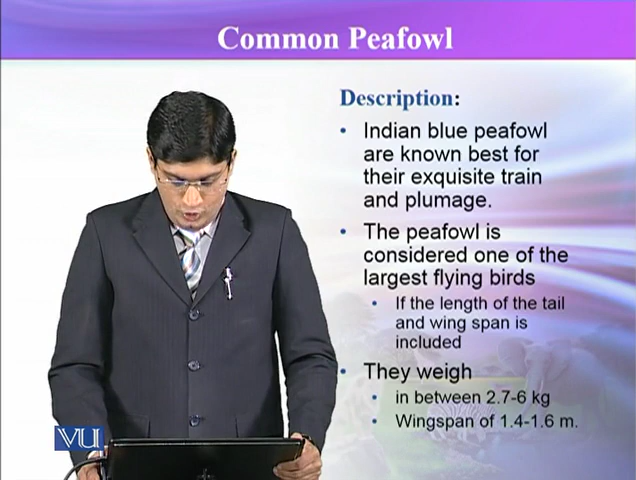 Common Peafowl
Description:
• Indian blue peafowl
are known best for
their exquisite train
and plumage.
• The peafowl is
considered one of the
largest flying birds
• If the length of the tail
and wing span is
included
• They weigh
• in between 2.7-6 kg
• Wingspan of 1.4-1.6 m.
VU